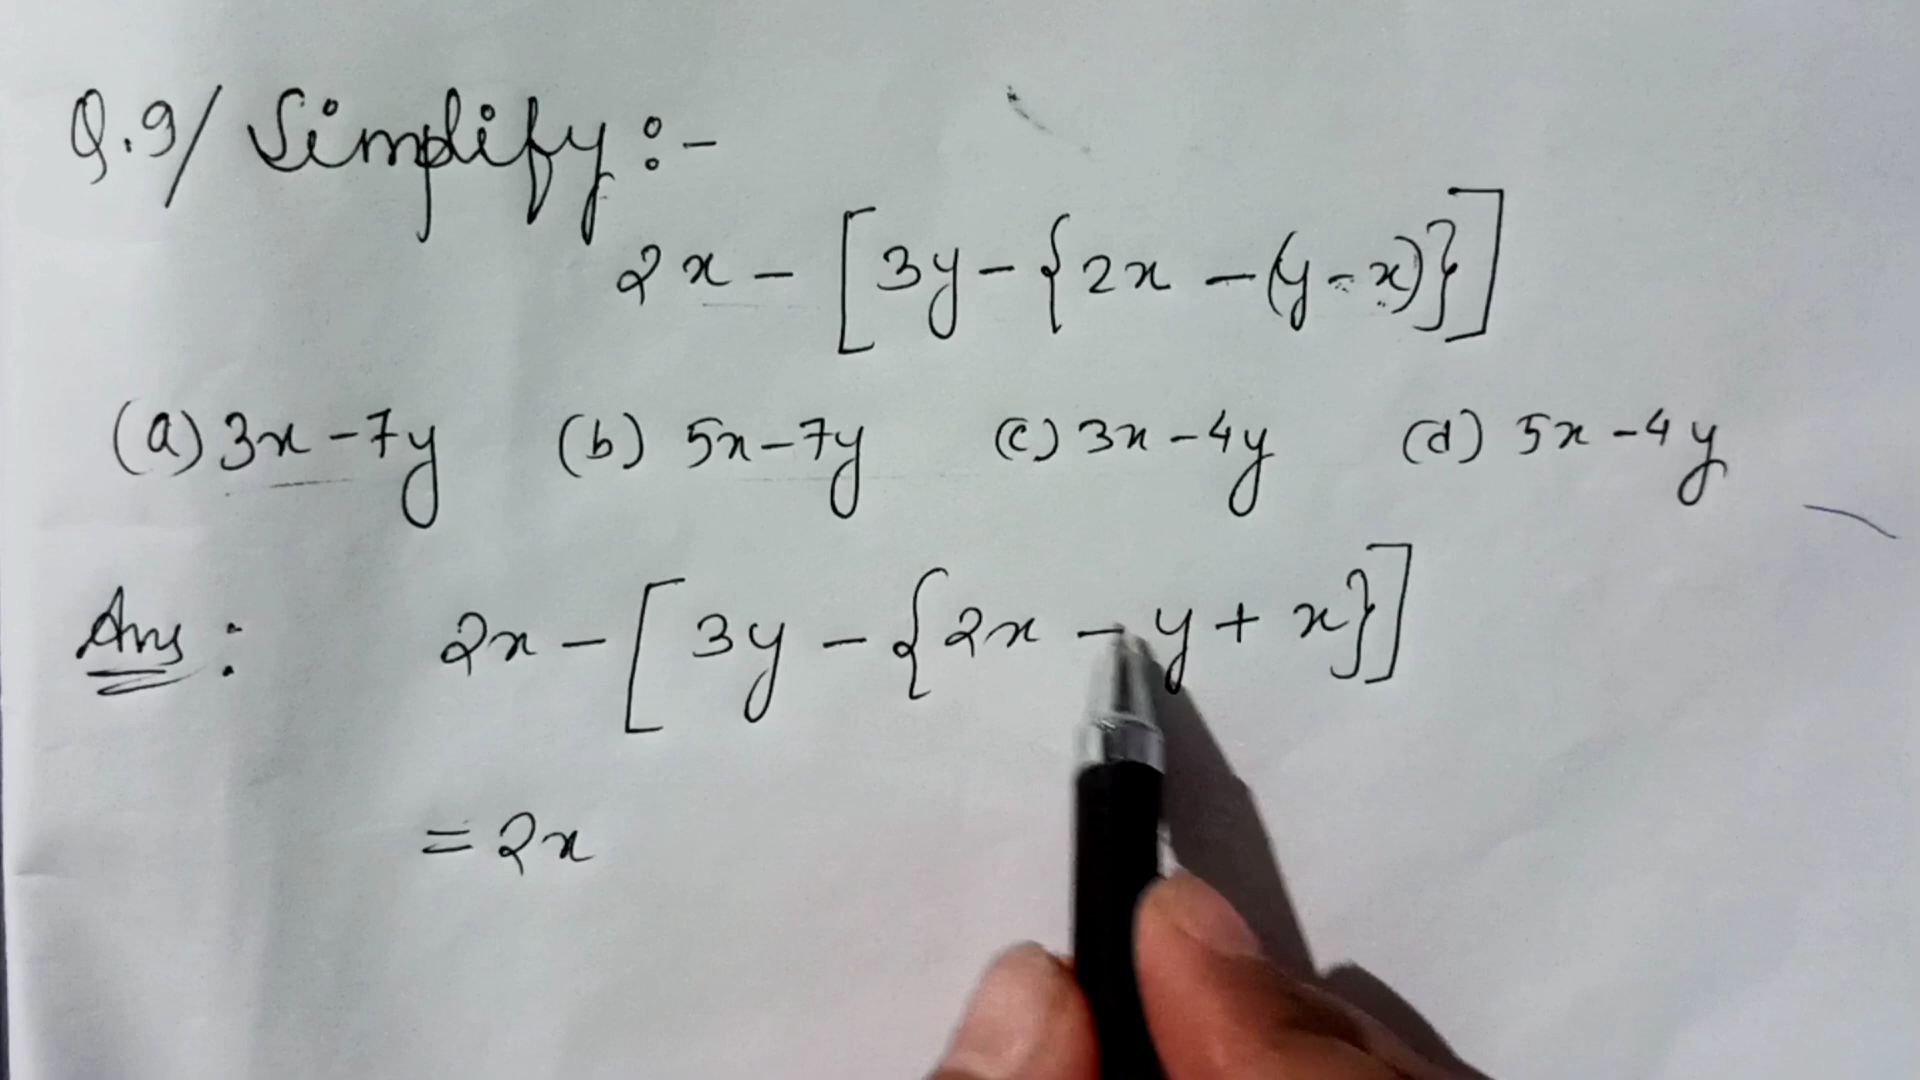 Q.9/ Simplify :-
2x - [3y - {2x - (y - x)}]
(a) 3x - 7y (b) 5x - 7y (c) 3x - 4y (d) 5x - 4y
Ans : 2x - [3y - {2x - y + x}]
= 2x